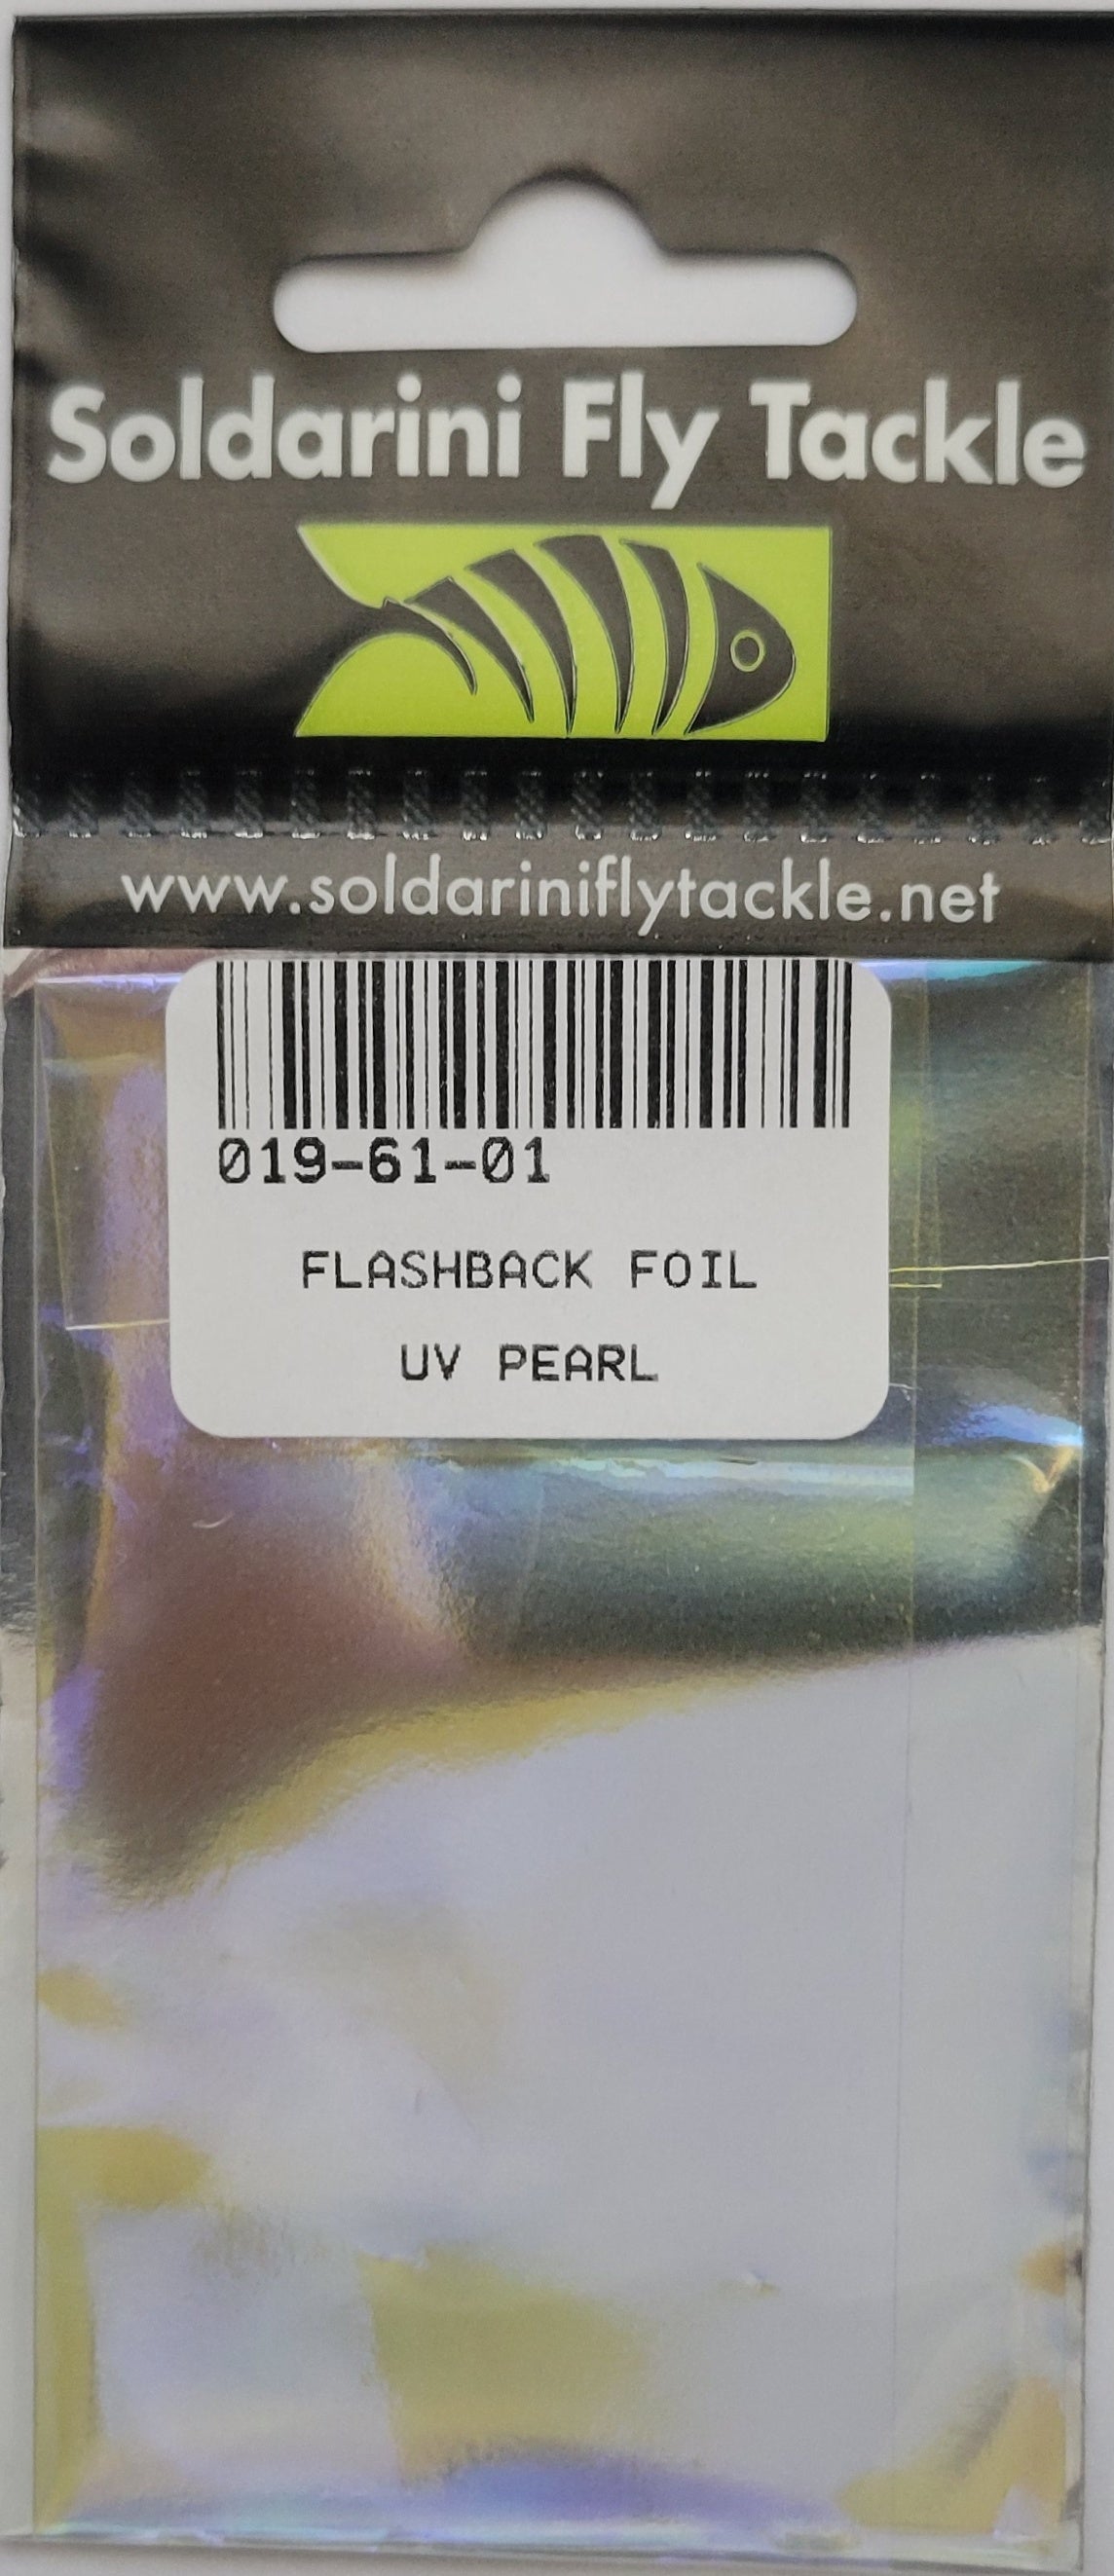 Soldarini Fly Tackle
www.soldariniflytackle.net
019-61-01
FLASHBACK FOIL
UV PEARL